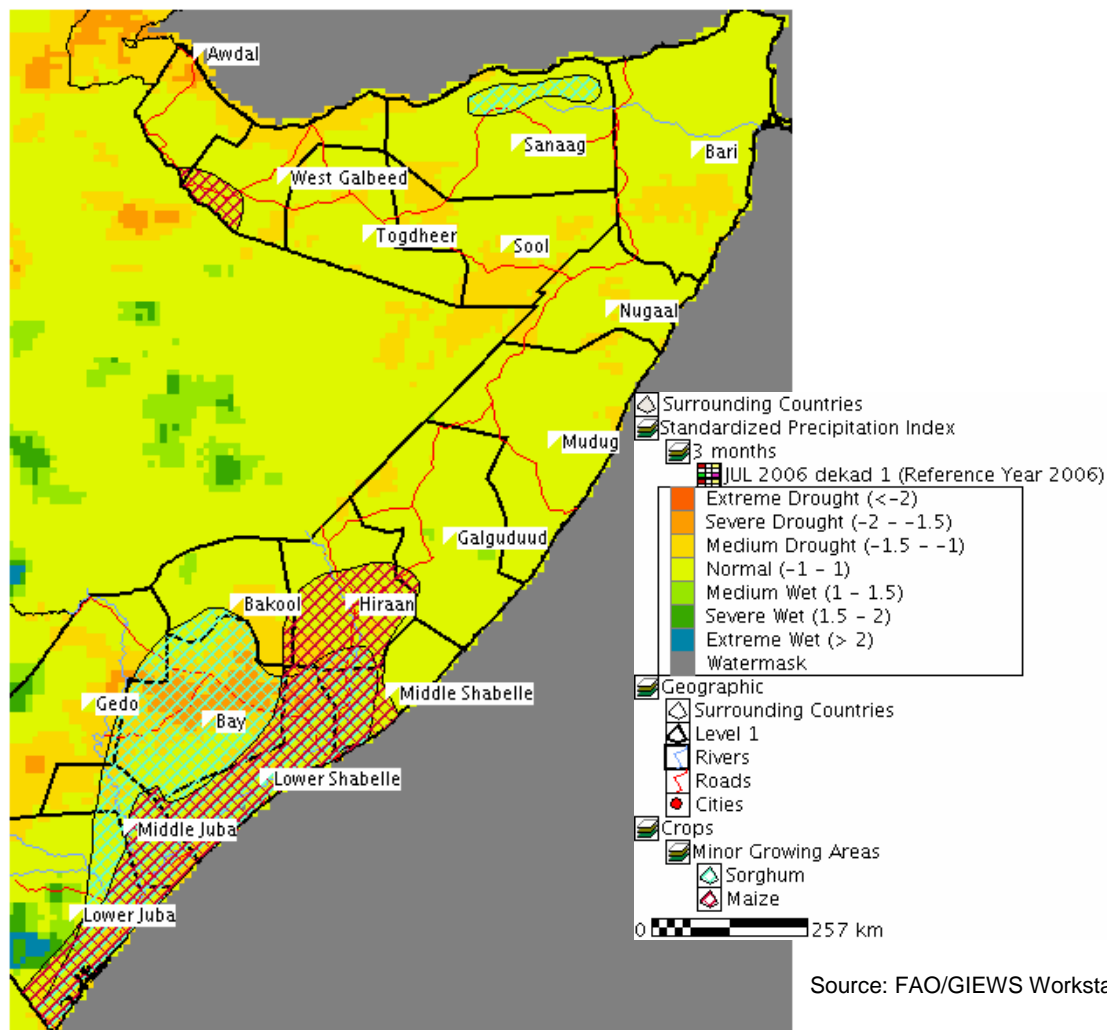 Awdal
Sanaag
Bari
West Galbeed
Togdheer
Sool
Nugaal
Mudug
Galguduud
Bakool
Hiraan
Gedo
Bay
Middle Shabelle
Lower Shabelle
Middle Juba
Lower Juba
Surrounding Countries
Standardized Precipitation Index
3 months
JUL 2006 dekad 1 (Reference Year 2006)
Extreme Drought (<-2)
Severe Drought (-2 - -1.5)
Medium Drought (-1.5 - -1)
Normal (-1 - 1)
Medium Wet (1 - 1.5)
Severe Wet (1.5 - 2)
Extreme Wet (> 2)
Watermask
Geographic
Surrounding Countries
Level 1
Rivers
Roads
Cities
Crops
Minor Growing Areas
Sorghum
Maize
0 257 km
Source: FAO/GIEWS Worksta